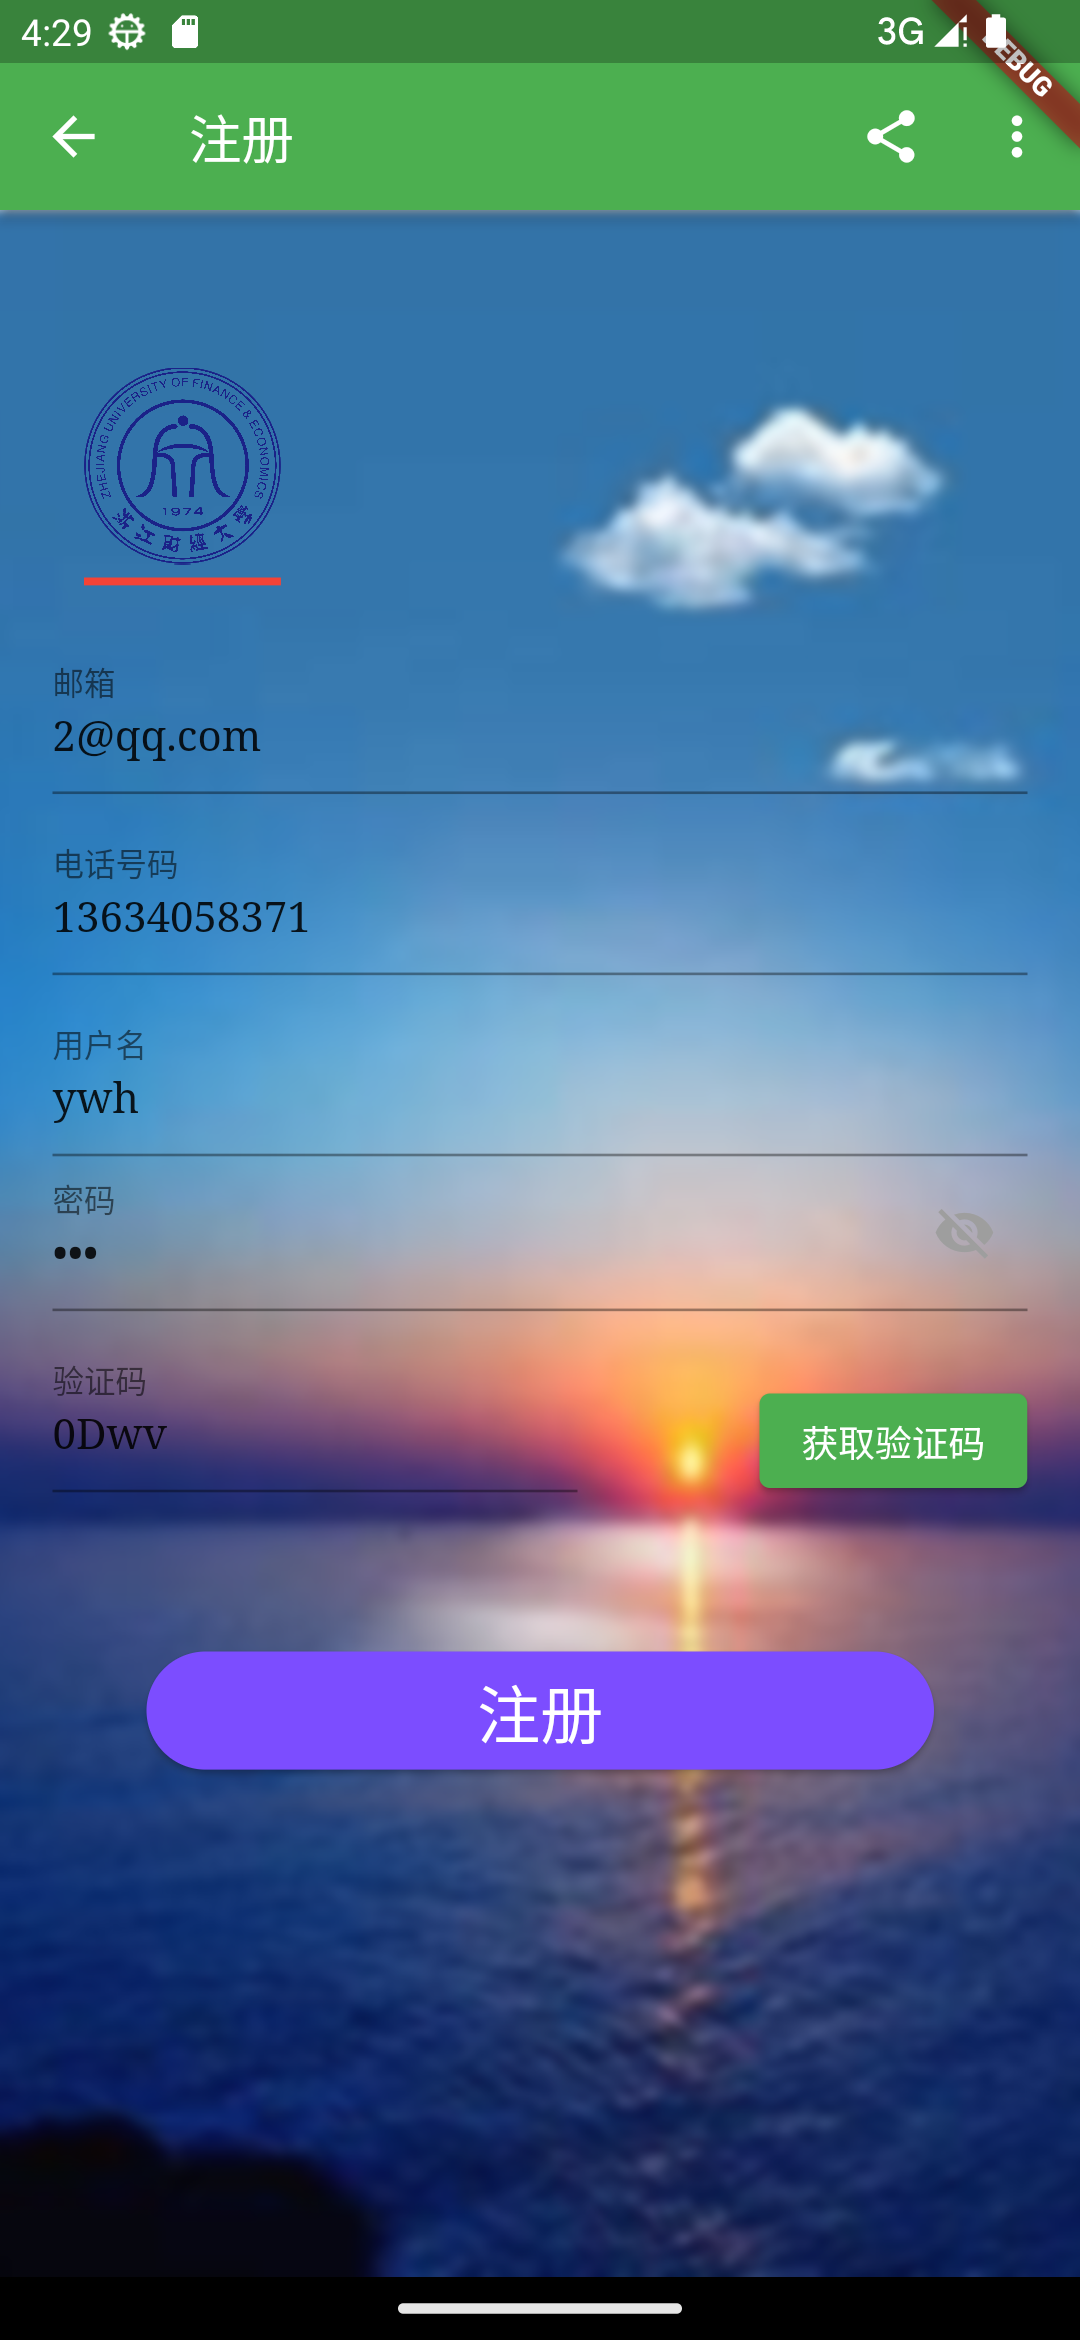 4:29
3G
DEBUG
注册
ZHEJIANG UNIVERSITY OF FINANCE & ECONOMICS
1974
浙江财经大学
邮箱
2@qq.com
电话号码
13634058371
用户名
ywh
密码
•••
验证码
0Dwv
获取验证码
注册